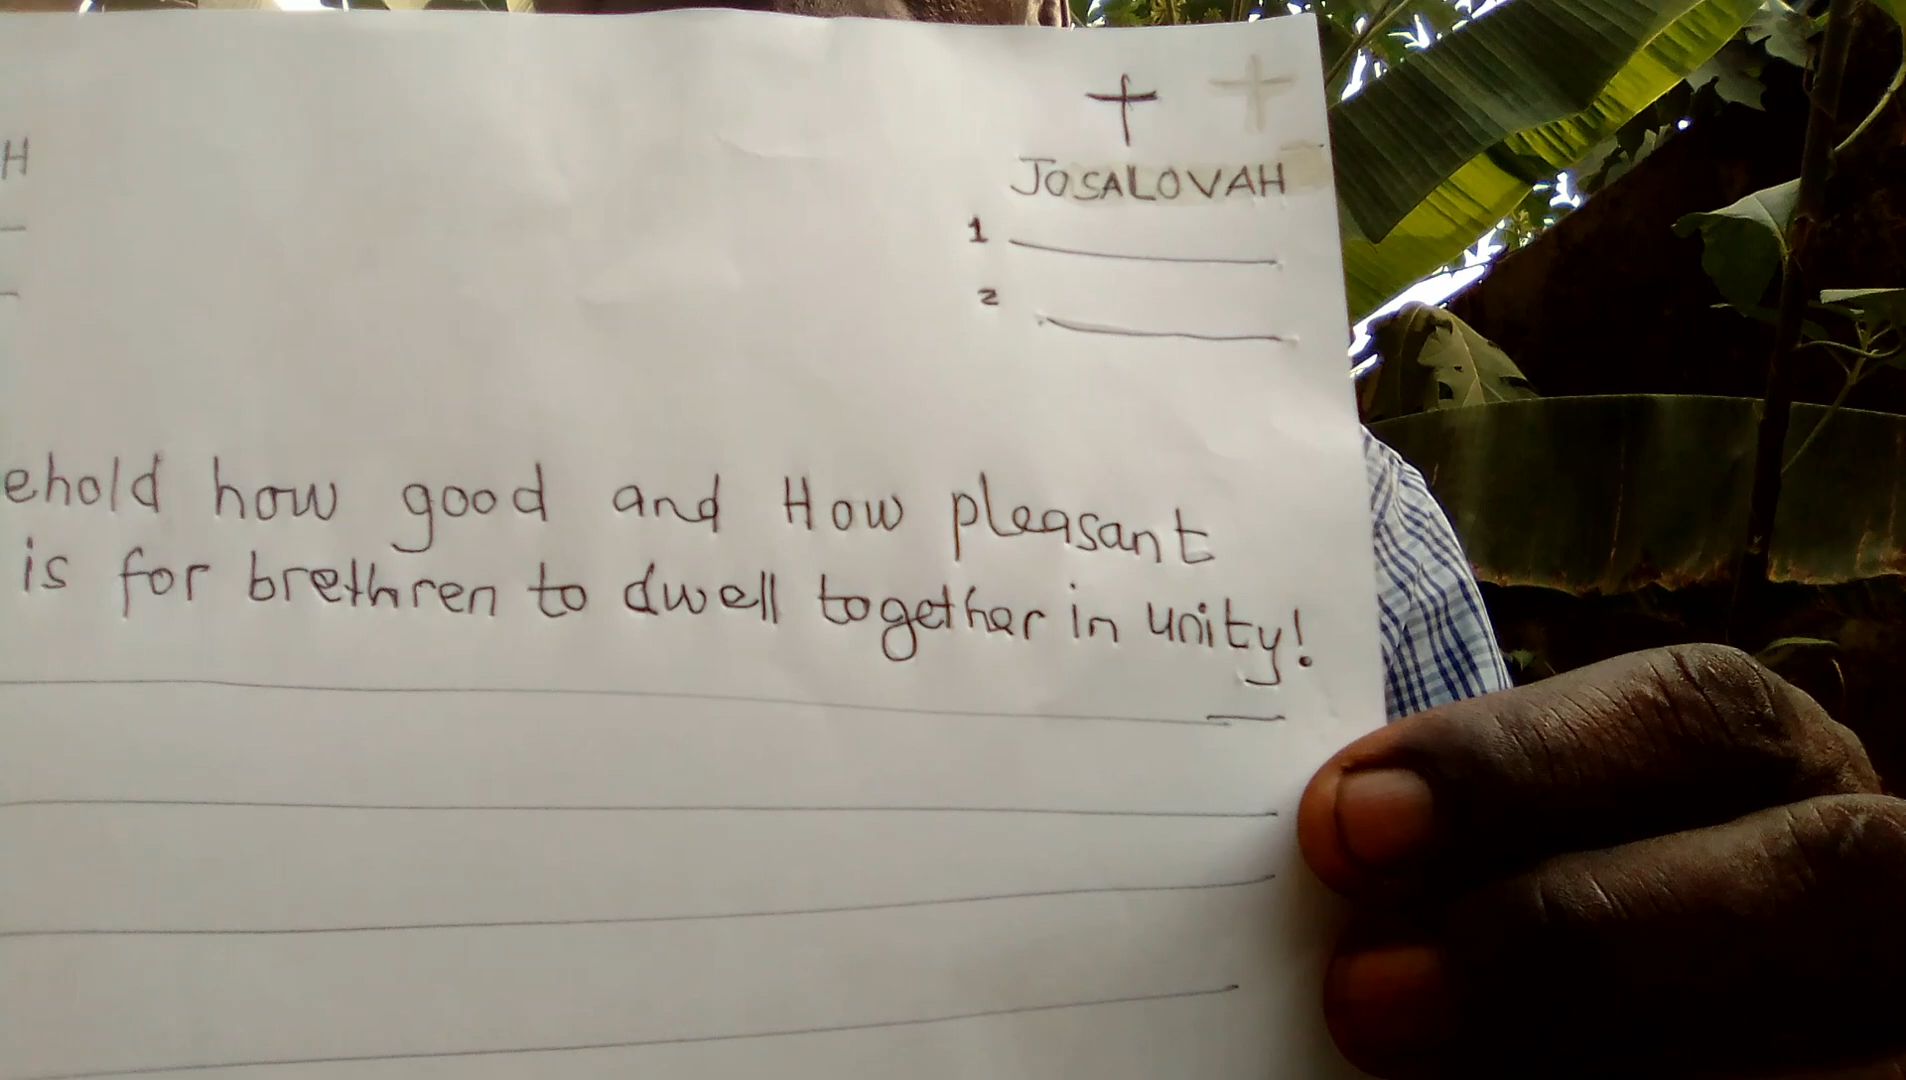 H
JOSALOVAH
1
2
ehold how good and How pleasant
is for brethren to dwell together in unity!